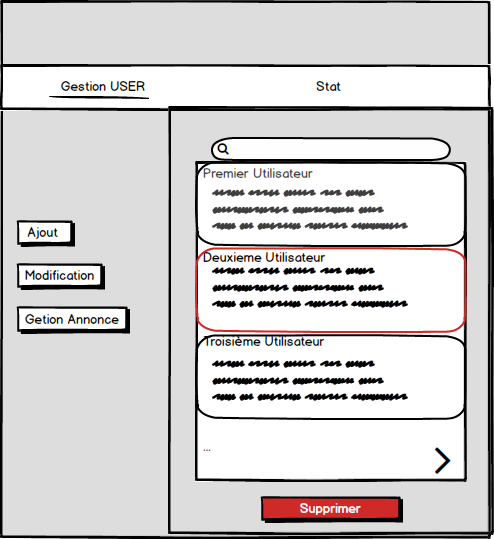 Gestion USER
Stat
Ajout
Modification
Getion Annonce
Premier Utilisateur
Deuxieme Utilisateur
Troisième Utilisateur
...
Supprimer